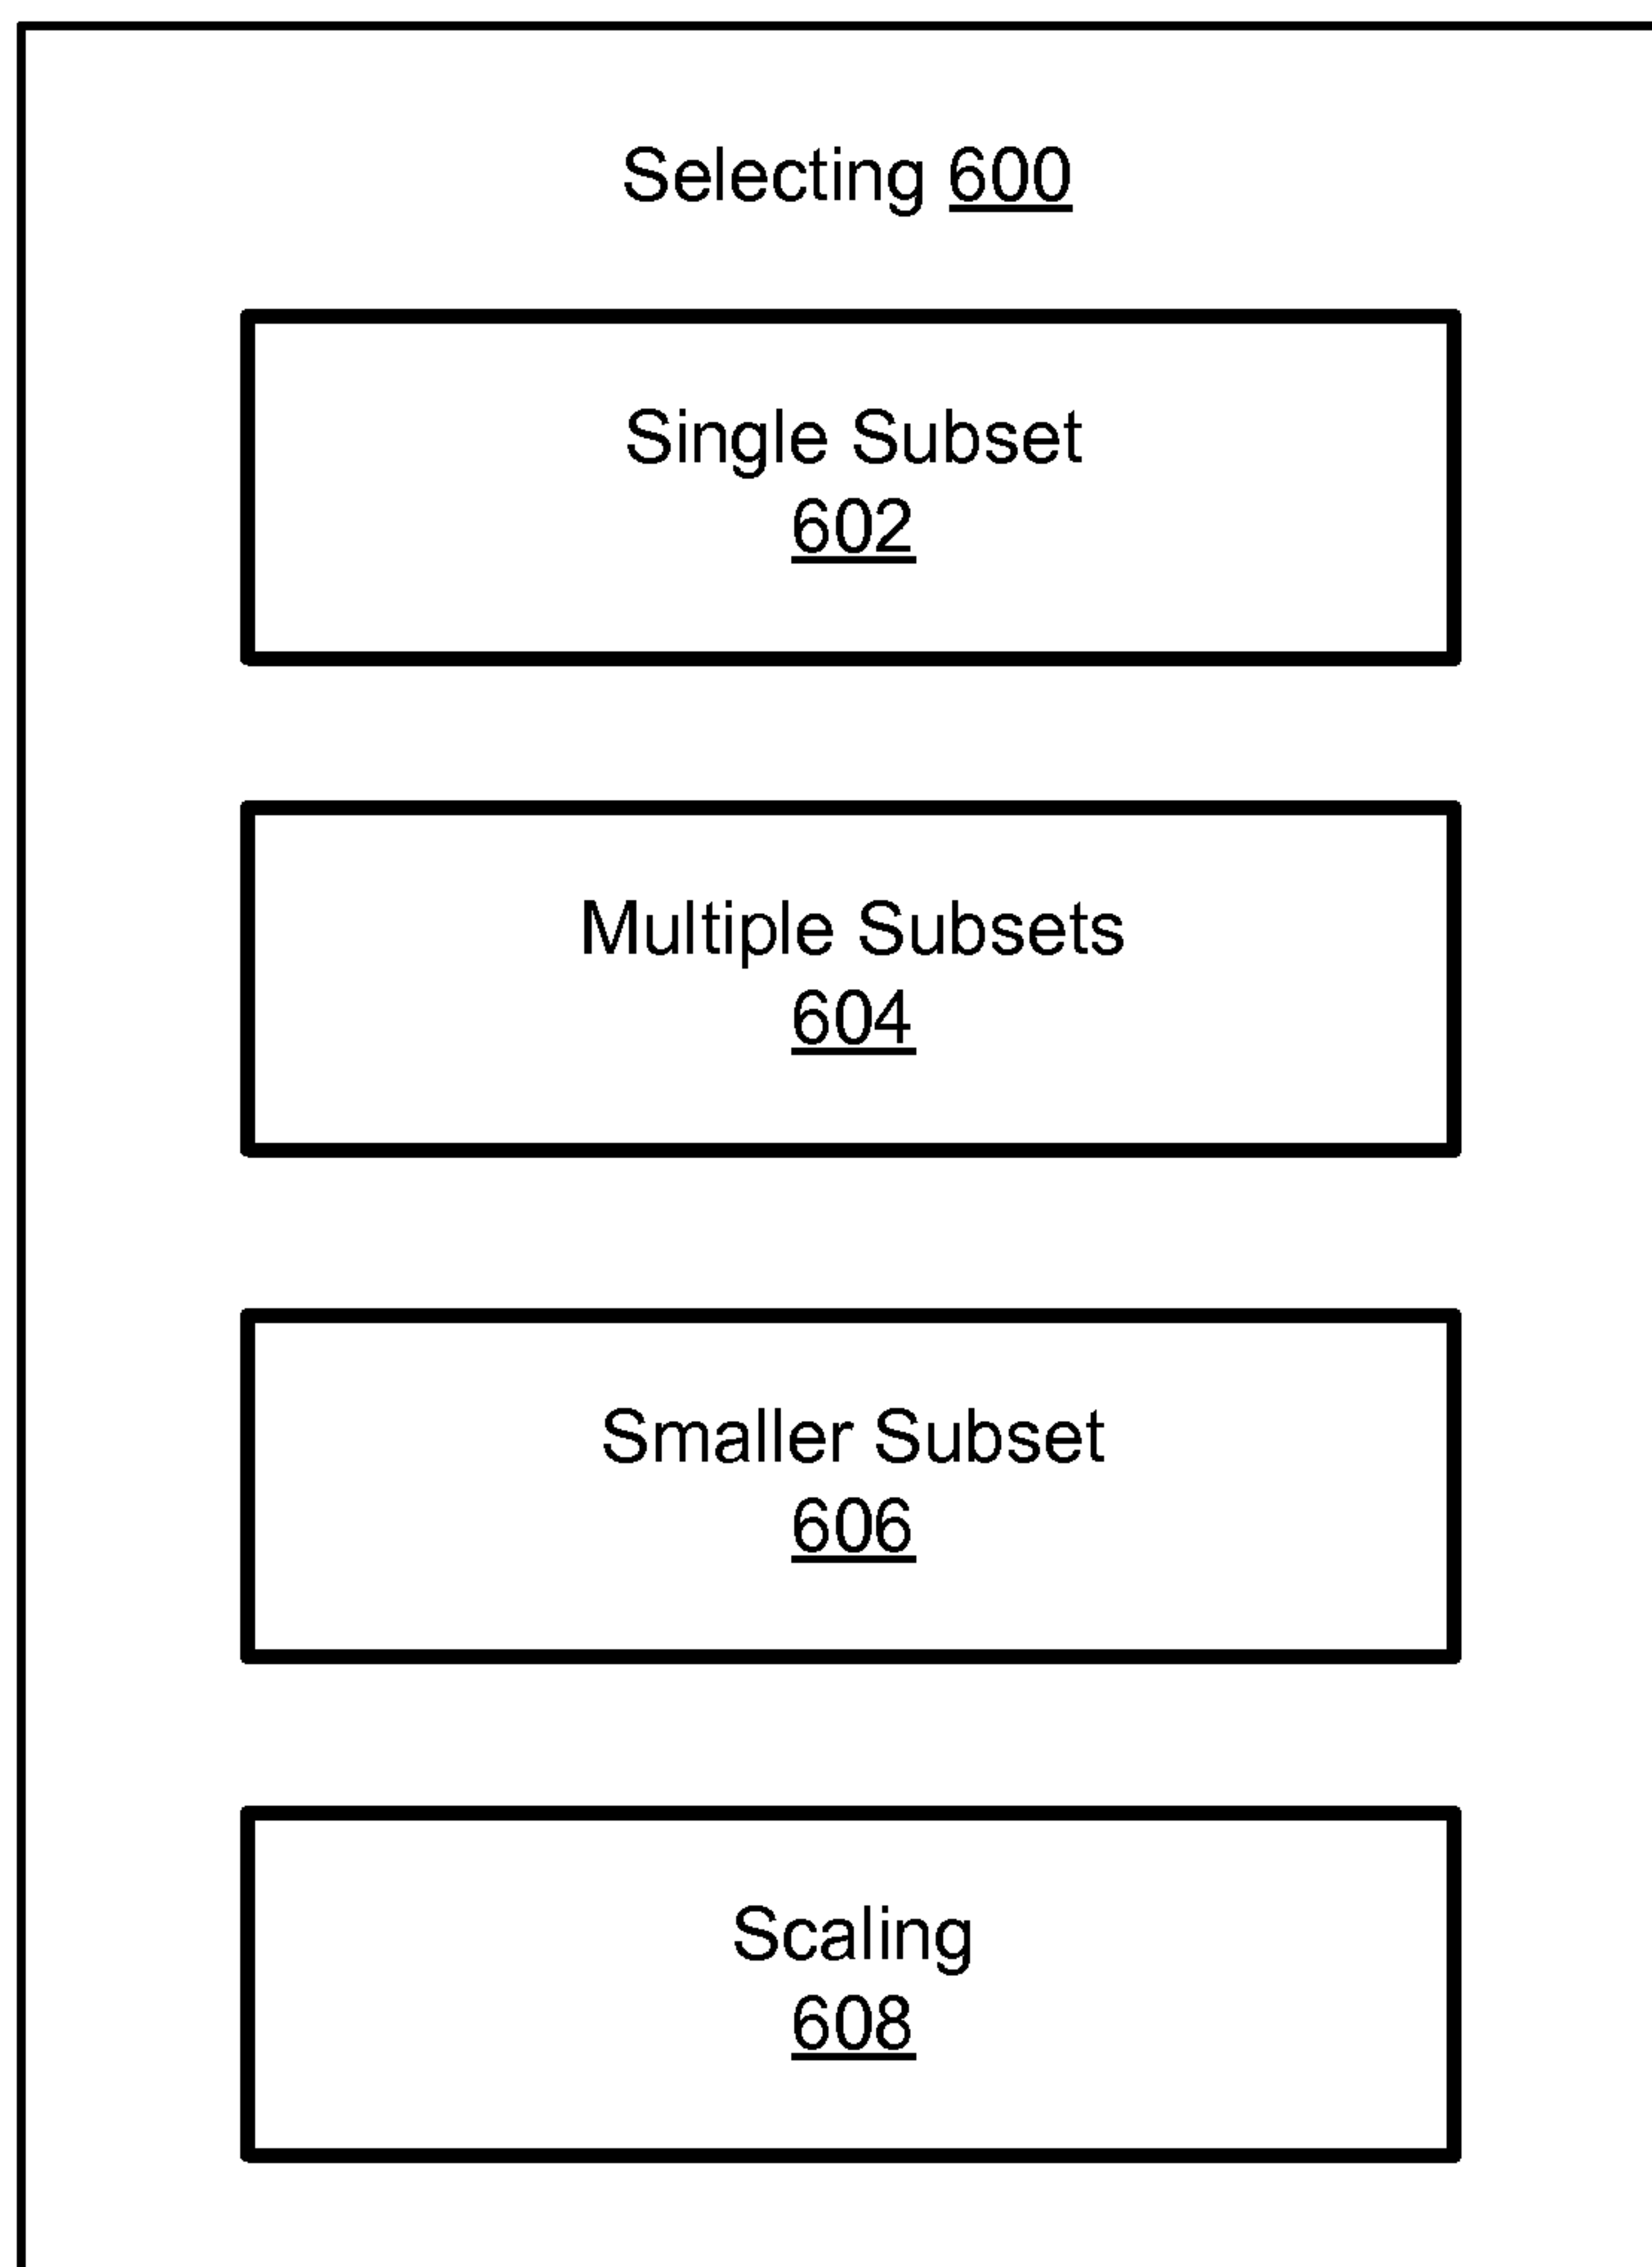 Selecting 600
Single Subset
602
Multiple Subsets
604
Smaller Subset
606
Scaling
608